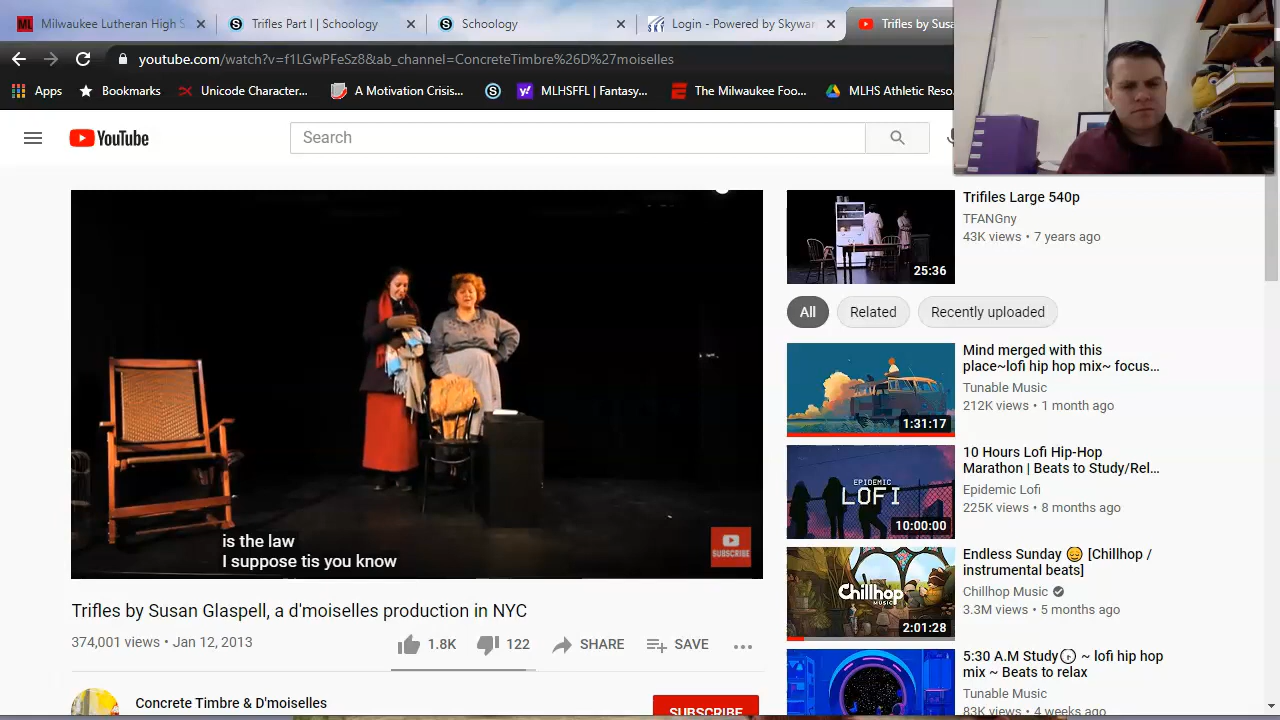 Milwaukee Lutheran High S
Trifles Part I | Schoology
Schoology
Login - Powered by Skywar
Trifles by Susa
youtube.com/watch?v=f1LGwPFeSz8&ab_channel=ConcreteTimbre%26D%27moiselles
Apps
Bookmarks
Unicode Character...
A Motivation Crisis...
MLHSFFL | Fantasy...
The Milwaukee Foo...
MLHS Athletic Reso
YouTube
Search
is the law
I suppose tis you know
SUBSCRIBE
Trifles by Susan Glaspell, a d'moiselles production in NYC
374,001 views • Jan 12, 2013
1.8K
122
SHARE
SAVE
Concrete Timbre & D'moiselles
SUBSCRIBE
25:36
Trifiles Large 540p
TFANGny
43K views • 7 years ago
All
Related
Recently uploaded
1:31:17
Mind merged with this
place~lofi hip hop mix~ focus...
Tunable Music
212K views • 1 month ago
EPIDEMIC
LOFI
10:00:00
10 Hours Lofi Hip-Hop
Marathon | Beats to Study/Rel...
Epidemic Lofi
225K views • 8 months ago
Chillhop
MUSIC
2:01:28
Endless Sunday 😌 [Chillhop /
instrumental beats]
Chillhop Music
3.3M views • 5 months ago
5:30 A.M Study🕞 ~ lofi hip hop
mix ~ Beats to relax
Tunable Music
83K views • 4 weeks ago